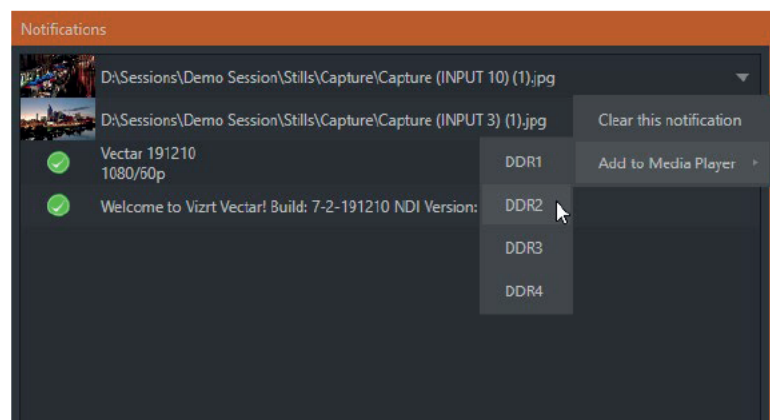 Notifications
D:\Sessions\Demo Session\Stills\Capture\Capture (INPUT 10) (1).jpg
D:\Sessions\Demo Session\Stills\Capture\Capture (INPUT 3) (1).jpg
Clear this notification
Vectar 191210
1080/60p
DDR1
Add to Media Player
Welcome to Vizrt Vectar! Build: 7-2-191210 NDI Version:
DDR2
DDR3
DDR4